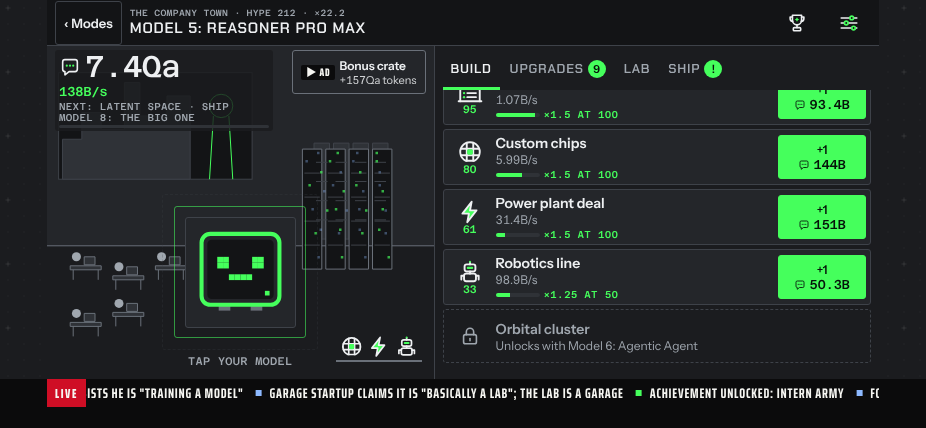 ‹ Modes
THE COMPANY TOWN · HYPE 212 · ×22.2
MODEL 5: REASONER PRO MAX
7.40a
138B/s
NEXT: LATENT SPACE · SHIP
MODEL 8: THE BIG ONE
AD
Bonus crate
+157Qa tokens
BUILD
UPGRADES 9
LAB
SHIP !
95
1.07B/s
×1.5 AT 100
93.4B
Custom chips
80
5.99B/s
×1.5 AT 100
+1
144B
Power plant deal
61
31.4B/s
×1.5 AT 100
+1
151B
Robotics line
33
98.9B/s
×1.25 AT 50
+1
50.3B
Orbital cluster
Unlocks with Model 6: Agentic Agent
TAP YOUR MODEL
LIVE
ISTS HE IS "TRAINING A MODEL" ■ GARAGE STARTUP CLAIMS IT IS "BASICALLY A LAB"; THE LAB IS A GARAGE ■ ACHIEVEMENT UNLOCKED: INTERN ARMY ■